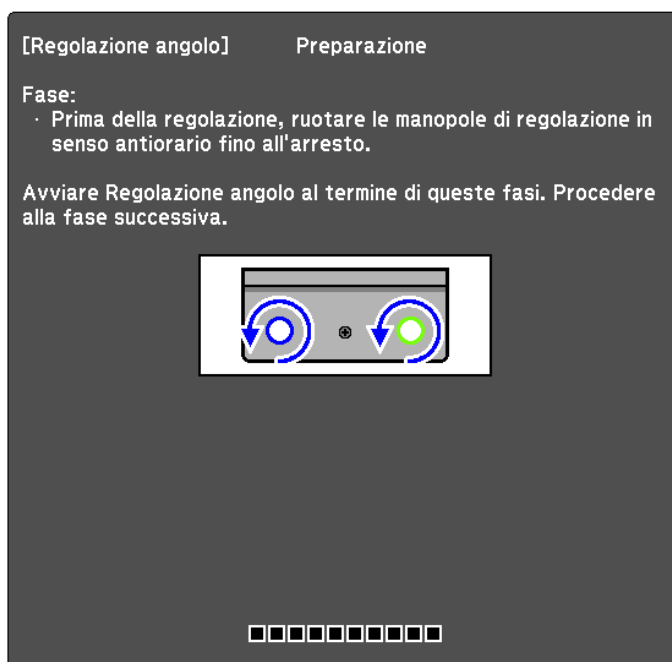 [Regolazione angolo] Preparazione
Fase:
· Prima della regolazione, ruotare le manopole di regolazione in
senso antiorario fino all'arresto.
Avviare Regolazione angolo al termine di queste fasi. Procedere
alla fase successiva.